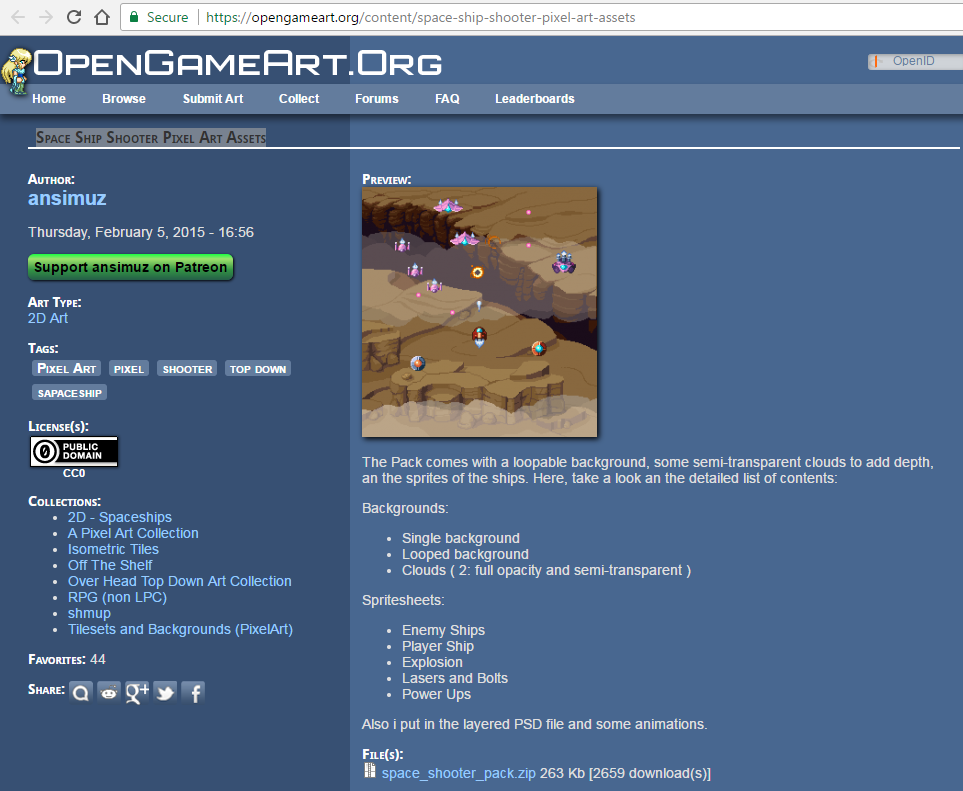 Secure https://opengameart.org/content/space-ship-shooter-pixel-art-assets
OpenGameArt.Org
OpenID
Home Browse Submit Art Collect Forums FAQ Leaderboards
Space Ship Shooter Pixel Art Assets
Author:
ansimuz
Thursday, February 5, 2015 - 16:56
Support ansimuz on Patreon
Art Type:
2D Art
Tags:
Pixel Art pixel shooter top down
sapaceship
License(s):
PUBLIC
DOMAIN
CC0
Collections:
2D - Spaceships
A Pixel Art Collection
Isometric Tiles
Off The Shelf
Over Head Top Down Art Collection
RPG (non LPC)
shmup
Tilesets and Backgrounds (PixelArt)
Favorites: 44
Share:
Preview:
The Pack comes with a loopable background, some semi-transparent clouds to add depth,
an the sprites of the ships. Here, take a look an the detailed list of contents:
Backgrounds:
Single background
Looped background
Clouds ( 2: full opacity and semi-transparent )
Spritesheets:
Enemy Ships
Player Ship
Explosion
Lasers and Bolts
Power Ups
Also i put in the layered PSD file and some animations.
File(s):
space_shooter_pack.zip 263 Kb [2659 download(s)]